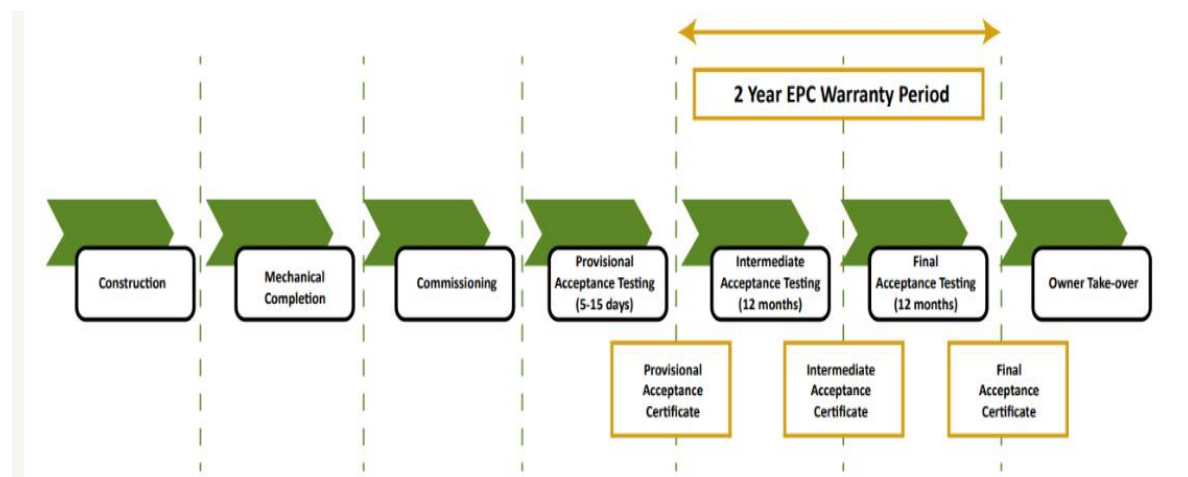 2 Year EPC Warranty Period
Construction
Mechanical
Completion
Commissioning
Provisional
Acceptance Testing
(5-15 days)
Intermediate
Acceptance Testing
(12 months)
Final
Acceptance Testing
(12 months)
Owner Take-over
Provisional
Acceptance
Certificate
Intermediate
Acceptance
Certificate
Final
Acceptance
Certificate